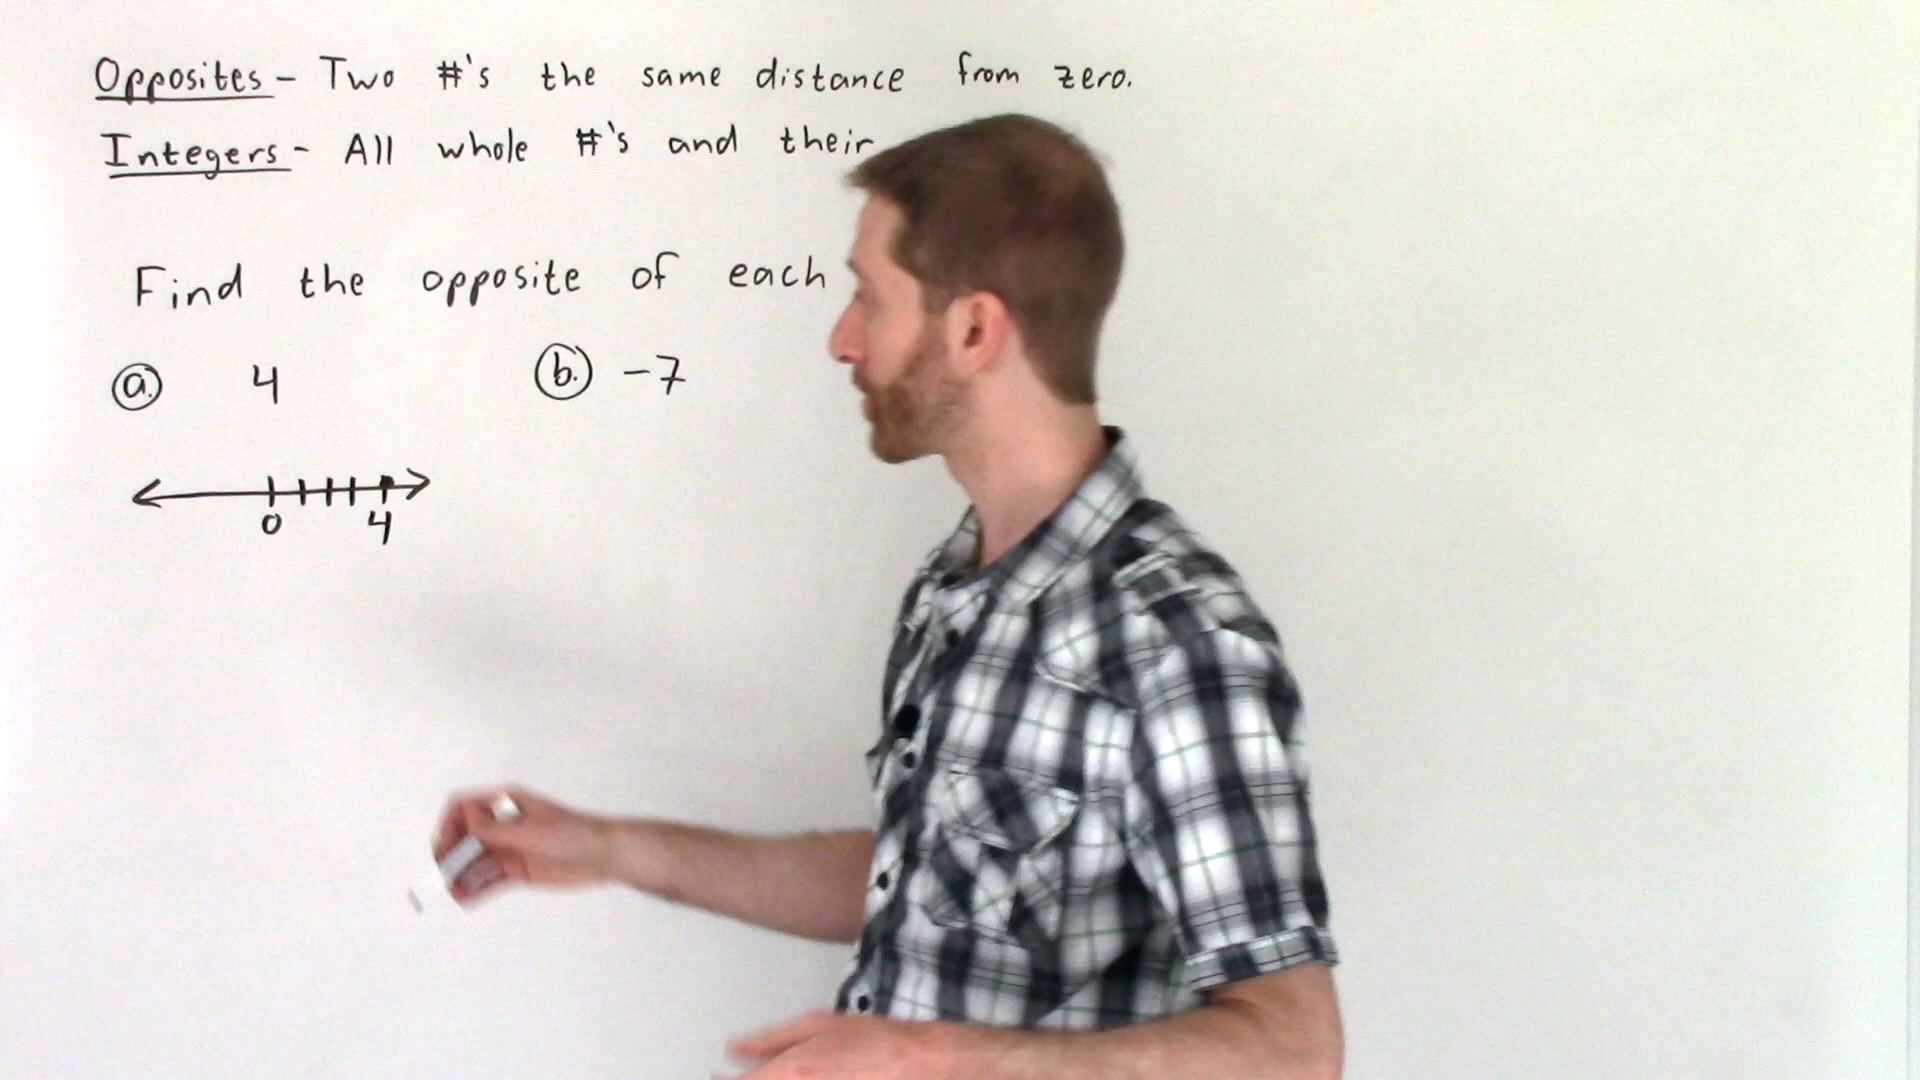 Opposites - Two #'s the same distance from zero.
Integers - All whole #'s and their
Find the opposite of each
a. 4 b. -7
0 4